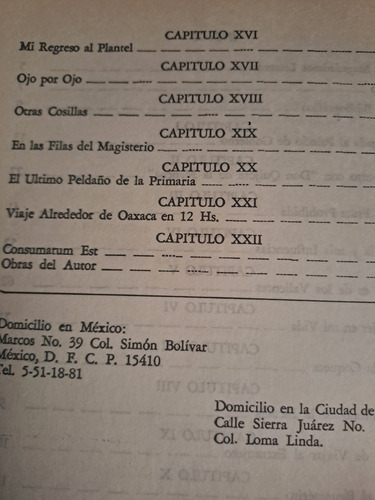 CAPITULO XVI
Mi Regreso al Plantel
CAPITULO XVII
Ojo por Ojo
CAPITULO XVIII
Otras Cosillas
CAPITULO XIX
En las Filas del Magisterio
CAPITULO XX
El Ultimo Peldaño de la Primaria
CAPITULO XXI
Viaje Alrededor de Oaxaca en 12 Hs.
CAPITULO XXII
Consumarum Est
Obras del Autor
Domicilio en México:
Marcos No. 39 Col. Simón Bolívar
México, D. F. C. P. 15410
Tel. 5-51-18-81
Domicilio en la Ciudad de
Calle Sierra Juárez No.
Col. Loma Linda.